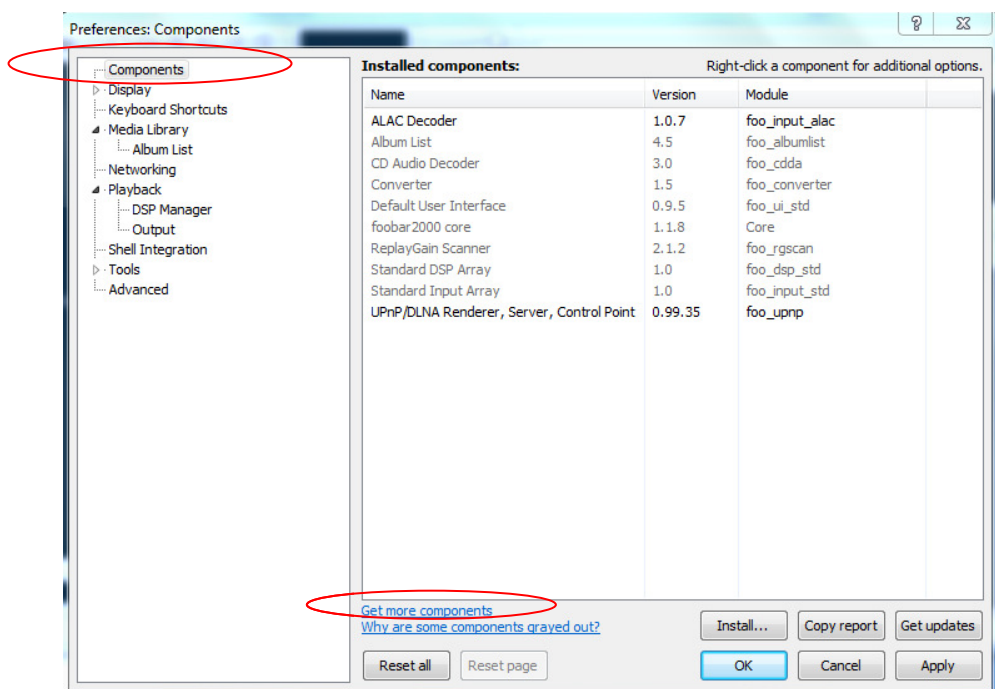 Preferences: Components
Components
Display
Keyboard Shortcuts
Media Library
Album List
Networking
Playback
DSP Manager
Output
Shell Integration
Tools
Advanced
Installed components: Right-click a component for additional options.
Name Version Module
ALAC Decoder 1.0.7 foo_input_alac
Album List 4.5 foo_albumlist
CD Audio Decoder 3.0 foo_cdda
Converter 1.5 foo_converter
Default User Interface 0.9.5 foo_ui_std
foobar2000 core 1.1.8 Core
ReplayGain Scanner 2.1.2 foo_rgscan
Standard DSP Array 1.0 foo_dsp_std
Standard Input Array 1.0 foo_input_std
UPnP/DLNA Renderer, Server, Control Point 0.99.35 foo_upnp
Get more components
Why are some components grayed out?
Install... Copy report Get updates
Reset all Reset page OK Cancel Apply